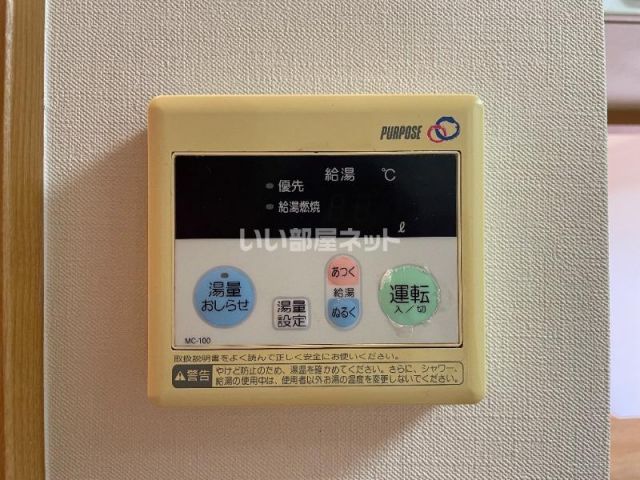 PURPOSE
給湯 ℃
優先
給湯燃焼
ℓ
いい部屋ネット
湯量
おしらせ
湯量
設定
あつく
給湯
ぬるく
運転
入/切
MC-100
取扱説明書をよく読んで正しく安全にお使いください。
警告
やけど防止のため、湯温を確かめてください。さらに、シャワー、
給湯の使用中は、使用者以外お湯の温度を変更しないでください。